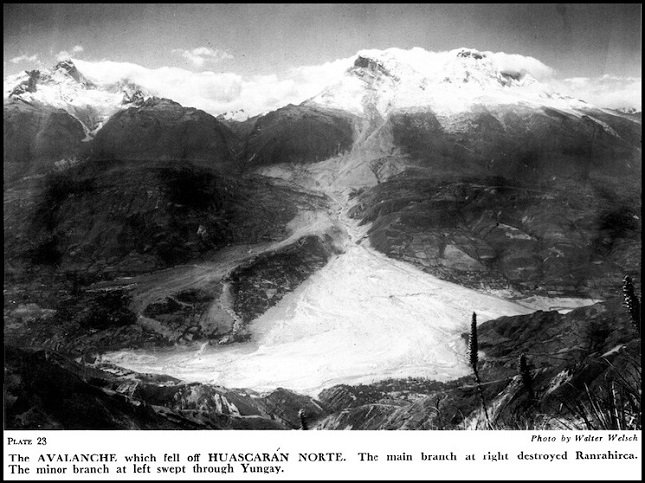 PLATE 23
Photo by Walter Welsch
The AVALANCHE which fell off HUASCARÁN NORTE. The main branch at right destroyed Ranrahirca.
The minor branch at left swept through Yungay.